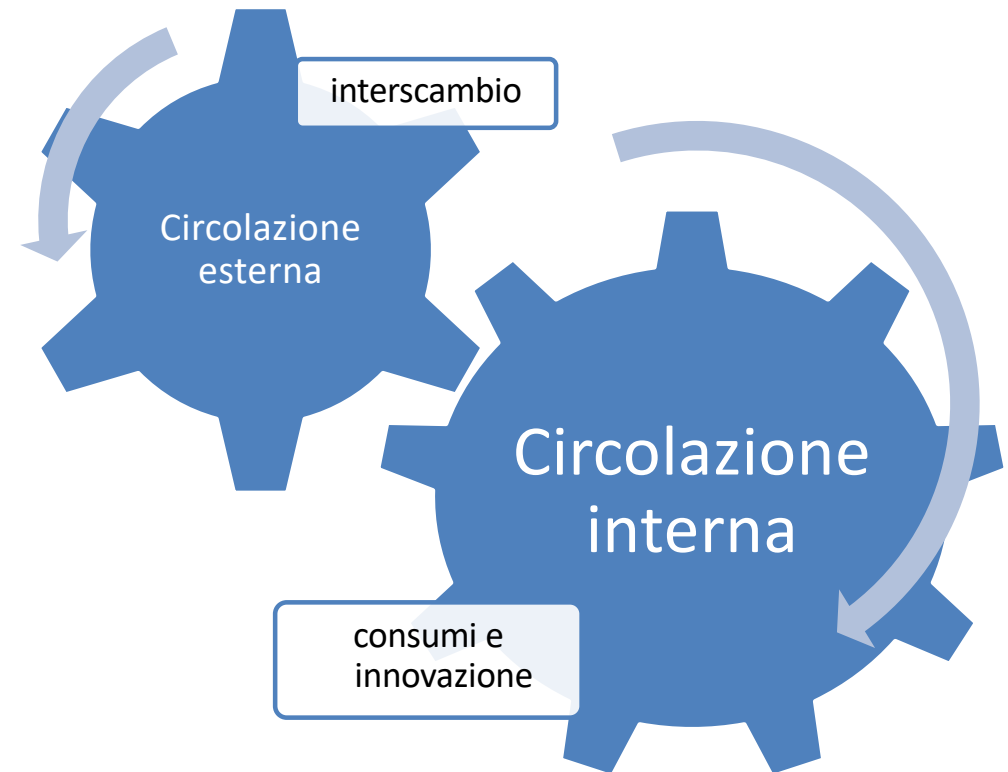 interscambio
Circolazione
esterna
Circolazione
interna
consumi e
innovazione